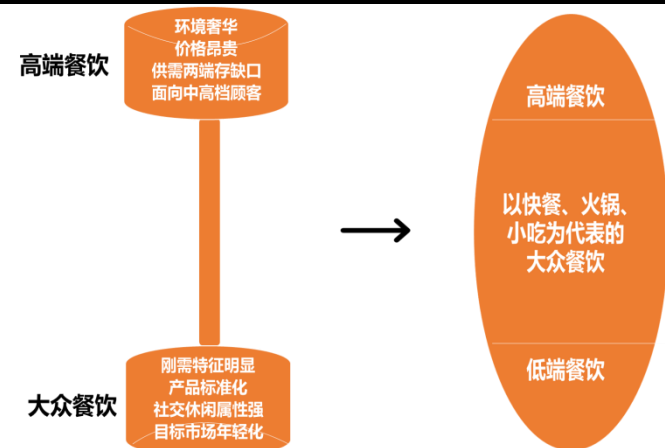 高端餐饮
环境奢华
价格昂贵
供需两端存缺口
面向中高档顾客
大众餐饮
刚需特征明显
产品标准化
社交休闲属性强
目标市场年轻化
高端餐饮
以快餐、火锅、
小吃为代表的
大众餐饮
低端餐饮